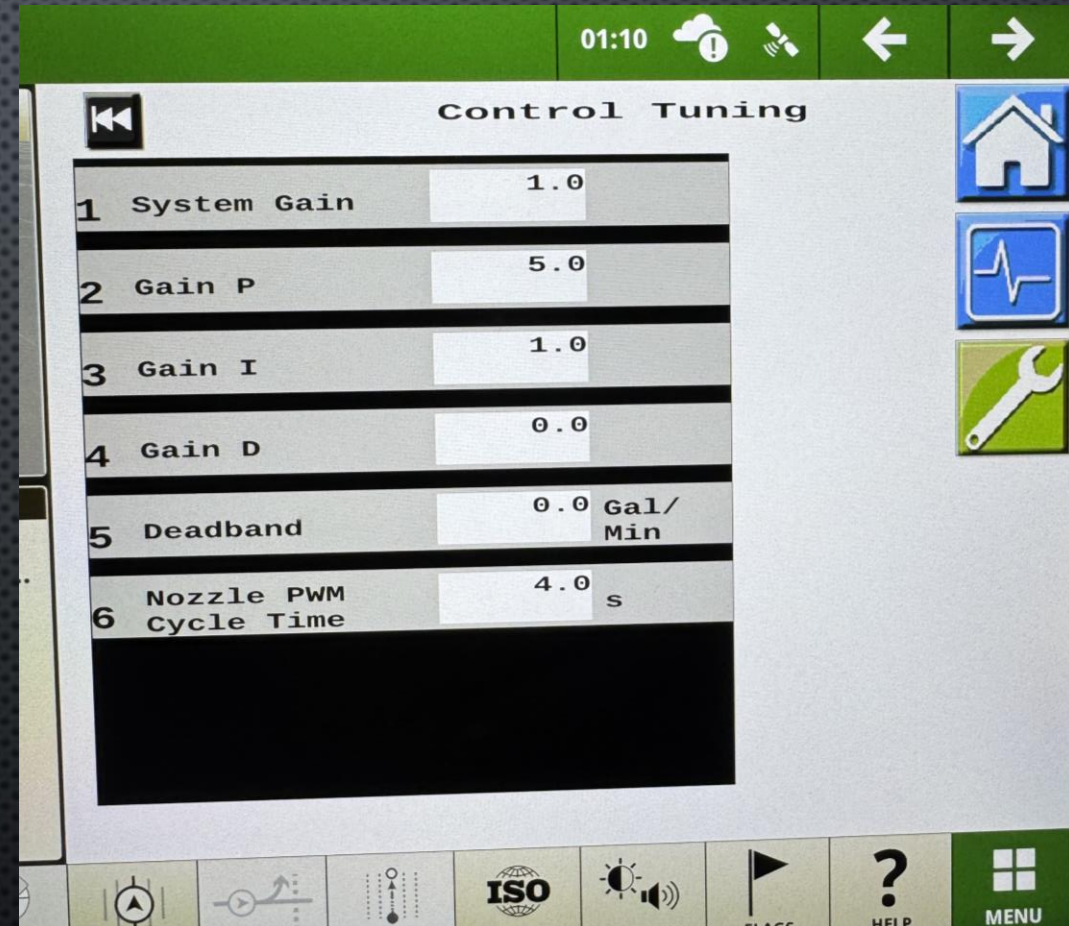 01:10
Control Tuning
1 System Gain 1.0
2 Gain P 5.0
3 Gain I 1.0
4 Gain D 0.0
5 Deadband 0.0 Gal/
Min
6 Nozzle PWM
Cycle Time 4.0 s
ISO
FLAGS
HELP
MENU